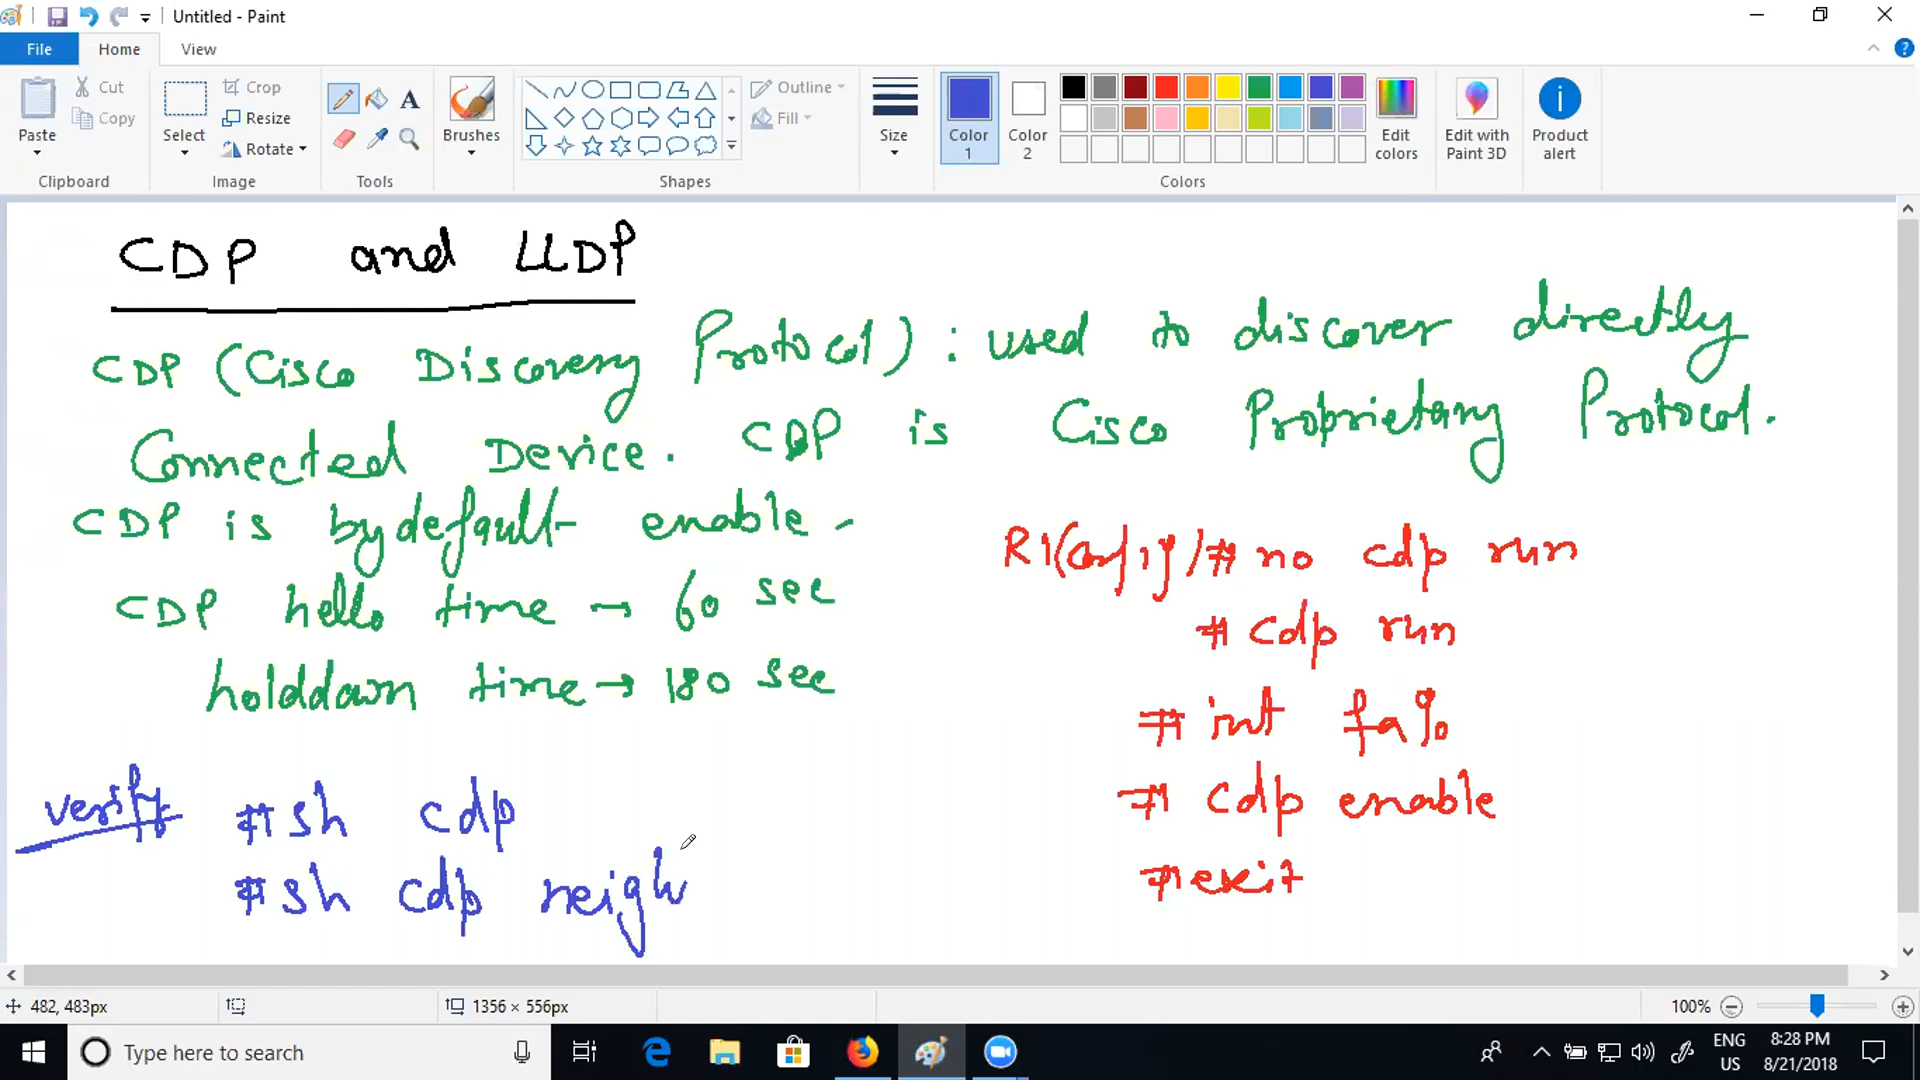 Untitled - Paint
File Home View
Paste
Cut
Copy
Clipboard
Select
Crop
Resize
Rotate
Image
Tools
Brushes
Shapes
Outline
Fill
Size
Color 1
Color 2
Colors
Edit colors
Edit with Paint 3D
Product alert
CDP and LLDP
CDP (Cisco Discovery Protocol) : used to discover directly
Connected Device. CDP is Cisco Proprietary Protocol.
CDP is bydefault enable.
CDP hello time → 60 sec
holddown time → 180 sec
R1(Config)# no cdp run
# cdp run
# int fa%
# cdp enable
# exit
verify #sh cdp
#sh cdp neigh
482, 483px
1356 × 556px
100%
Type here to search
ENG
US
8:28 PM
8/21/2018